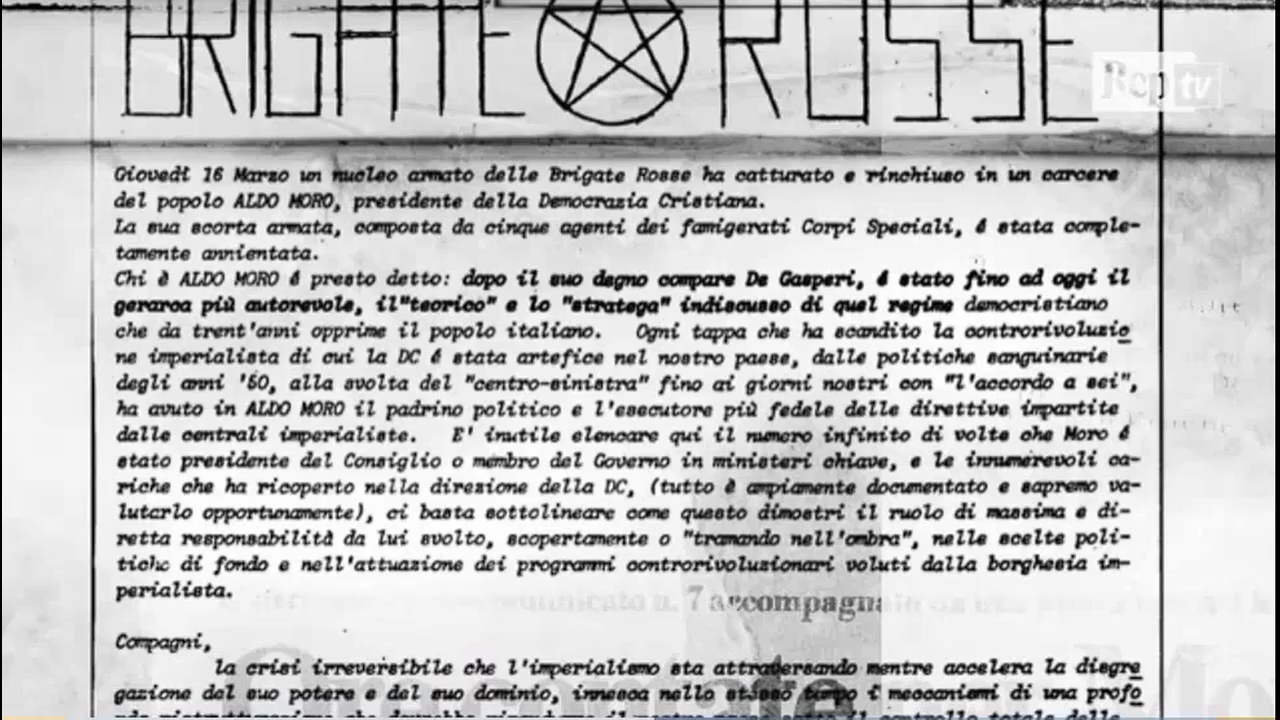 BRIGATE ROSSE
Rep tv
Giovedì 16 Marzo un nucleo armato delle Brigate Rosse ha catturato e rinchiuso in un carcere
del popolo ALDO MORO, presidente della Democrazia Cristiana.
La sua scorta armata, composta da cinque agenti dei famigerati Corpi Speciali, é stata comple-
tamente annientata.
Chi è ALDO MORO é presto detto: dopo il suo degno compare De Gasperi, é stato fino ad oggi il
gerarca più autorevole, il"teorico" e lo "stratega" indiscusso di quel regime democristiano
che da trent'anni opprime il popolo italiano. Ogni tappa che ha scandito la controrivoluzio
ne imperialista di cui la DC é stata artefice nel nostro paese, dalle politiche sanguinarie
degli anni '50, alla svolta del "centro-sinistra" fino ai giorni nostri con "l'accordo a sei",
ha avuto in ALDO MORO il padrino politico e l'esecutore più fedele delle direttive impartite
dalle centrali imperialiste. E' inutile elencare qui il numero infinito di volte che Moro é
stato presidente del Consiglio o membro del Governo in ministeri chiave, e le innumerevoli ca-
riche che ha ricoperto nella direzione della DC, (tutto è ampiamente documentato e sapremo va-
lutarlo opportunamente), ci basta sottolineare come questo dimostri il ruolo di massima e di-
retta responsabilità da lui svolto, scopertamente o "tramando nell'ombra", nelle scelte poli-
tiche di fondo e nell'attuazione dei programmi controrivoluzionari voluti dalla borghesia im-
perialista.
7 accompagna
Compagni,
la crisi irreversibile che l'imperialismo sta attraversando mentre accelera la disgre
gazione del suo potere e del suo dominio, innesca nello stesso tempo i meccanismi di una profo